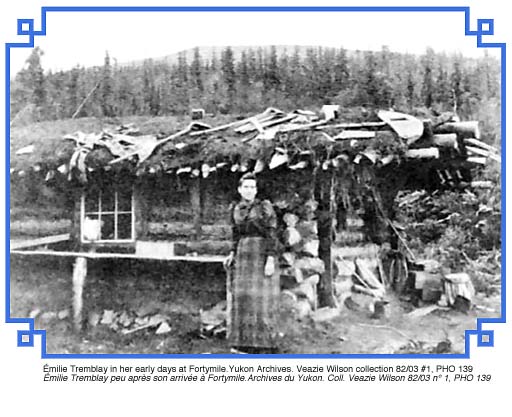 Émilie Tremblay in her early days at Fortymile.Yukon Archives. Veazie Wilson collection 82/03 #1, PHO 139
Émilie Tremblay peu après son arrivée à Fortymile.Archives du Yukon. Coll. Veazie Wilson 82/03 n° 1, PHO 139